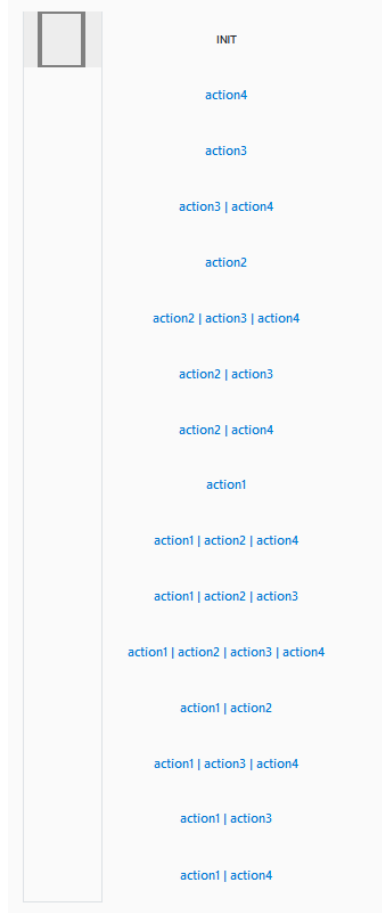 INIT
action4
action3
action3 | action4
action2
action2 | action3 | action4
action2 | action3
action2 | action4
action1
action1 | action2 | action4
action1 | action2 | action3
action1 | action2 | action3 | action4
action1 | action2
action1 | action3 | action4
action1 | action3
action1 | action4